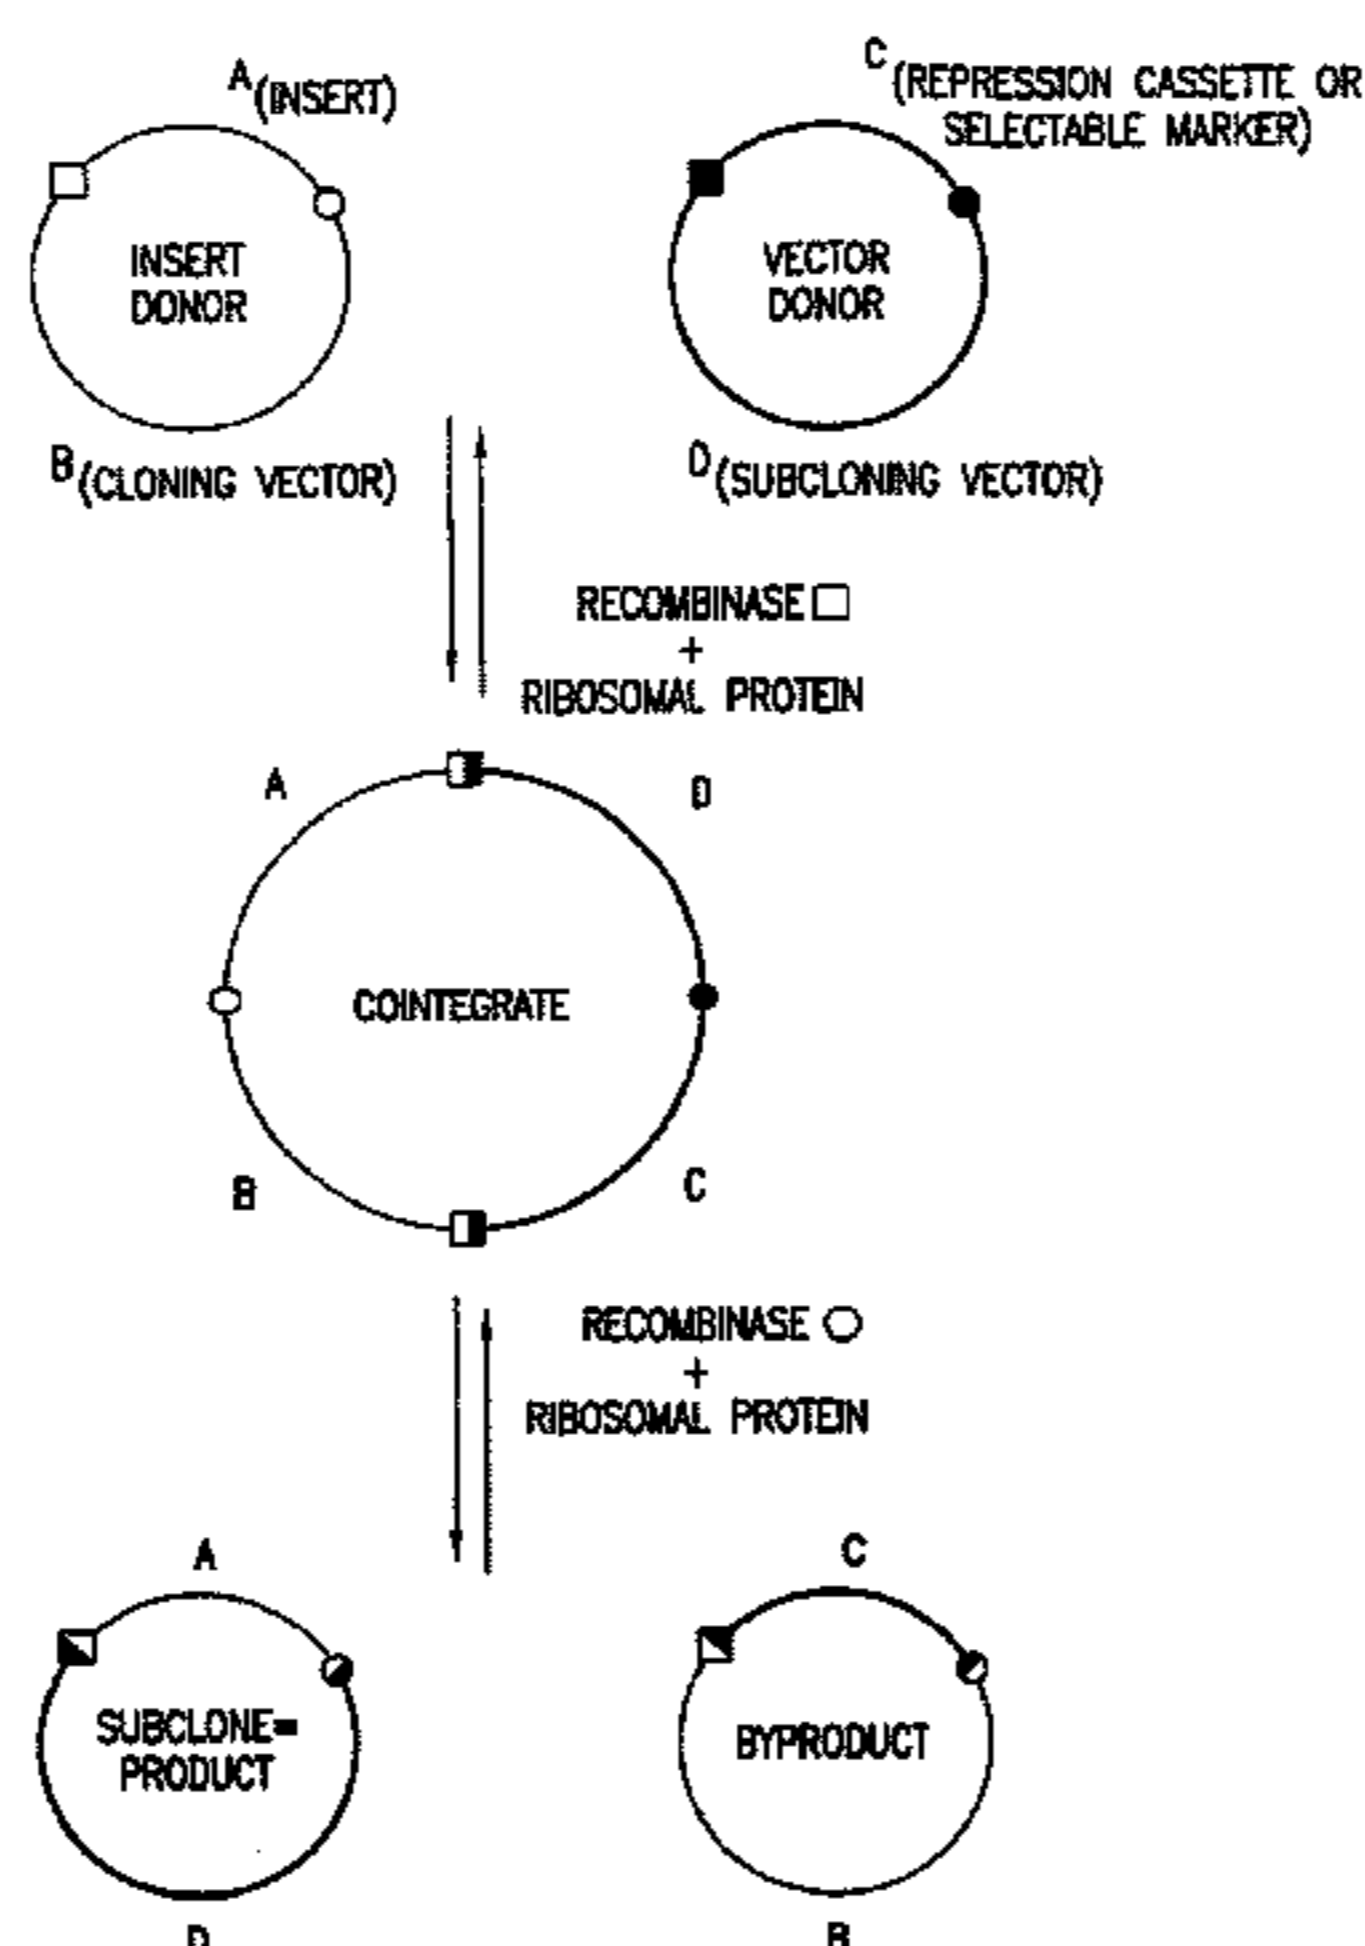 A (INSERT)
C (REPRESSION CASSETTE OR
SELECTABLE MARKER)
INSERT
DONOR
VECTOR
DONOR
B (CLONING VECTOR)
D (SUBCLONING VECTOR)
RECOMBINASE
+
RIBOSOMAL PROTEIN
A
D
COINTEGRATE
B
C
RECOMBINASE
+
RIBOSOMAL PROTEIN
A
C
SUBCLONE=
PRODUCT
BYPRODUCT
D
B